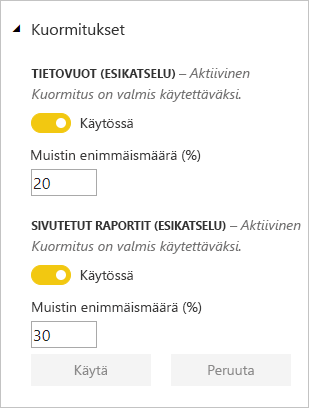 Kuormitukset
TIETOVUOT (ESIKATSELU) – Aktiivinen
Kuormitus on valmis käytettäväksi.
Käytössä
Muistin enimmäismäärä (%)
20
SIVUTETUT RAPORTIT (ESIKATSELU) – Aktiivinen
Kuormitus on valmis käytettäväksi.
Käytössä
Muistin enimmäismäärä (%)
30
Käytä Peruuta